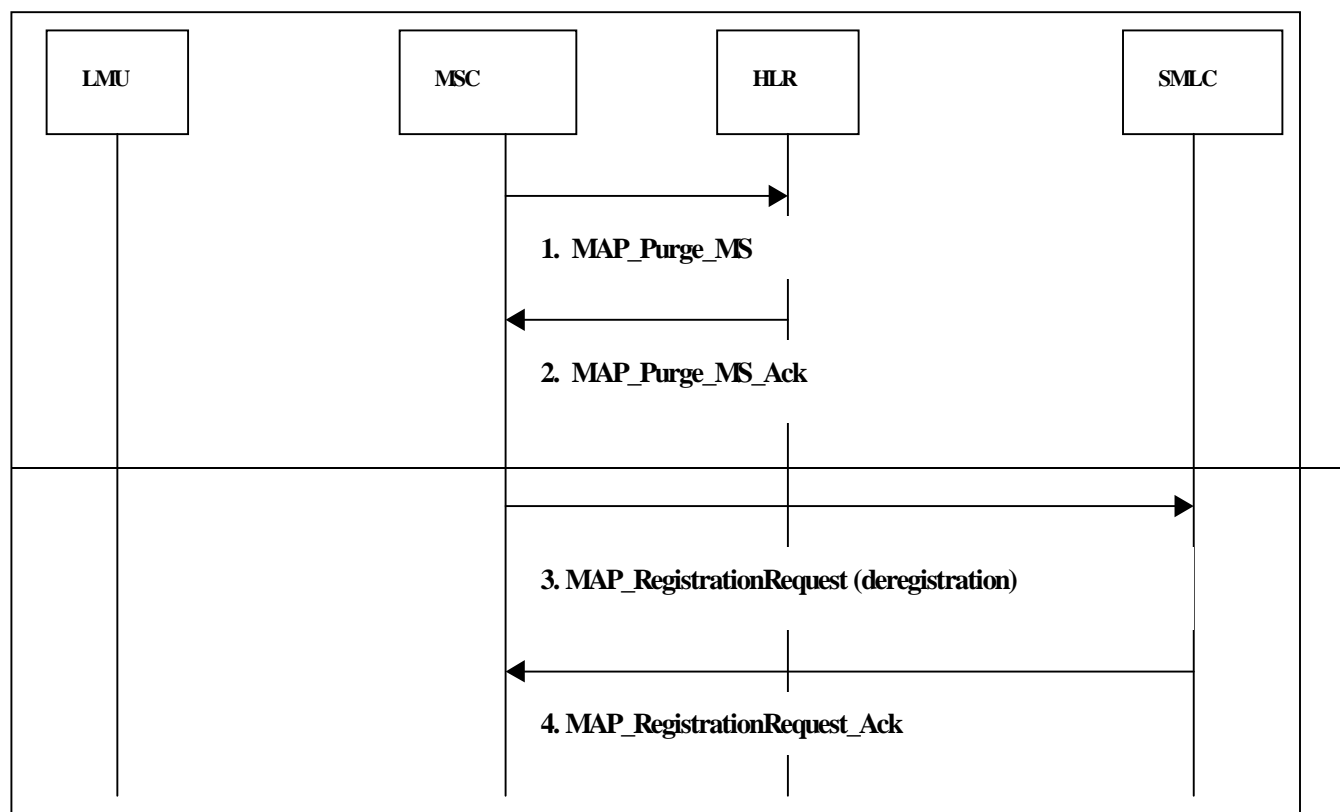 LMU
MSC
HLR
SMLC
1. MAP_Purge_MS
2. MAP_Purge_MS_Ack
3. MAP_RegistrationRequest (deregistration)
4. MAP_RegistrationRequest_Ack